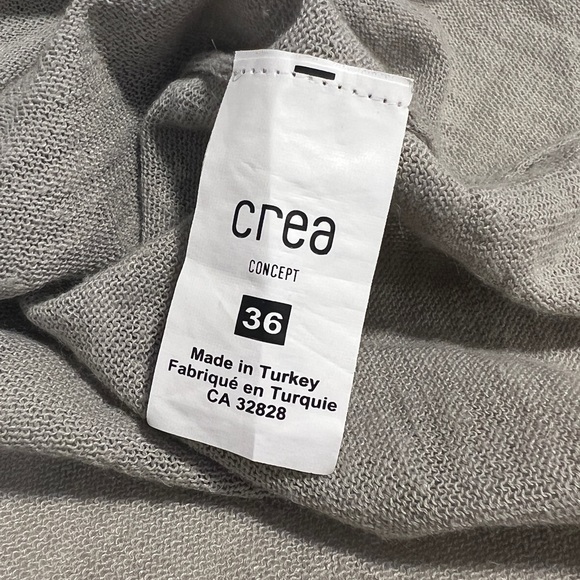 crea
CONCEPT
36
Made in Turkey
Fabriqué en Turquie
CA 32828